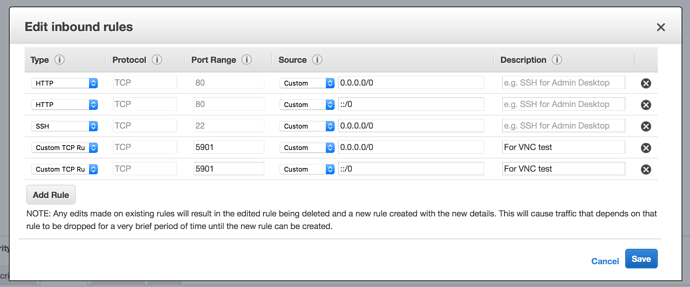 Edit inbound rules
Type Protocol Port Range Source Description
HTTP TCP 80 Custom 0.0.0.0/0 e.g. SSH for Admin Desktop
HTTP TCP 80 Custom ::/0 e.g. SSH for Admin Desktop
SSH TCP 22 Custom 0.0.0.0/0 e.g. SSH for Admin Desktop
Custom TCP Ru TCP 5901 Custom 0.0.0.0/0 For VNC test
Custom TCP Ru TCP 5901 Custom ::/0 For VNC test
Add Rule
NOTE: Any edits made on existing rules will result in the edited rule being deleted and a new rule created with the new details. This will cause traffic that depends on that
rule to be dropped for a very brief period of time until the new rule can be created.
Cancel Save